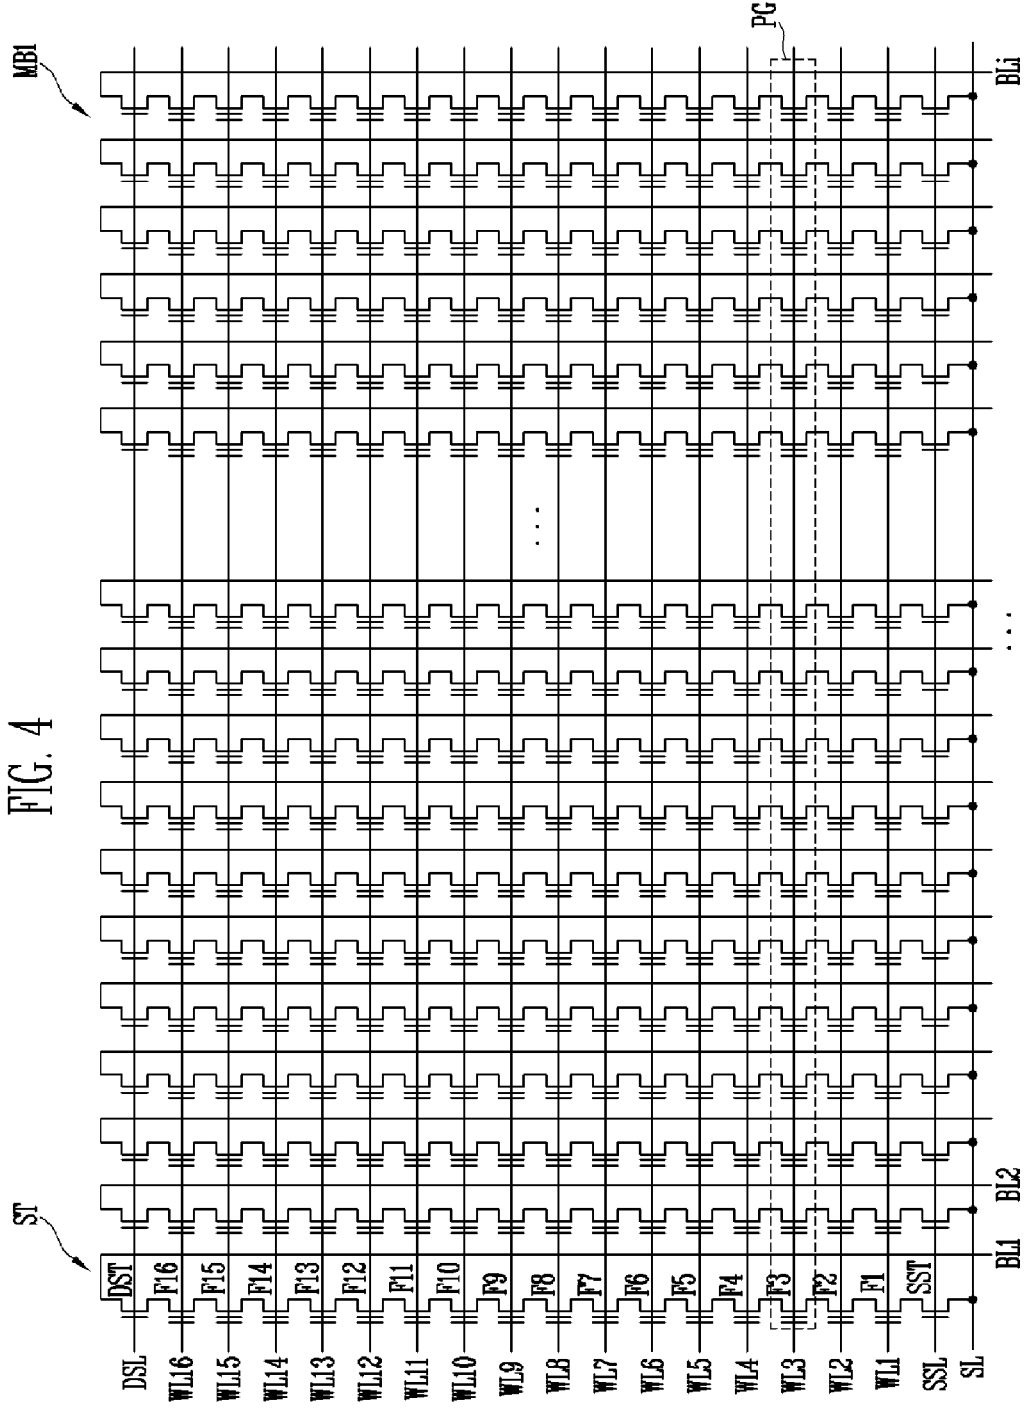 FIG. 4
ST
MB1
DSL
DST
WL16
F16
WL15
F15
WL14
F14
WL13
F13
WL12
F12
WL11
F11
WL10
F10
WL9
F9
WL8
F8
...
WL7
F7
WL6
F6
WL5
F5
WL4
F4
WL3
F3
PG
WL2
F2
WL1
F1
SSL
SST
SL
BL1
BL2
...
BLi